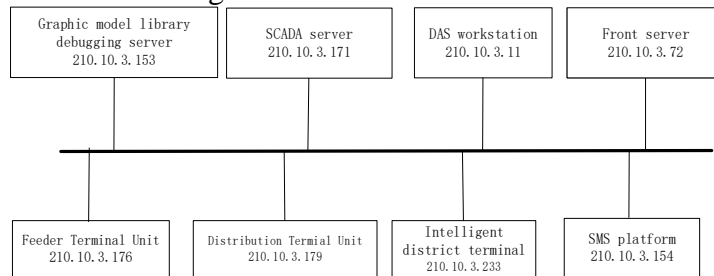 Graphic model library
debugging server
210.10.3.153
SCADA server
210.10.3.171
DAS workstation
210.10.3.11
Front server
210.10.3.72
Feeder Terminal Unit
210.10.3.176
Distribution Termial Unit
210.10.3.179
Intelligent
district terminal
210.10.3.233
SMS platform
210.10.3.154